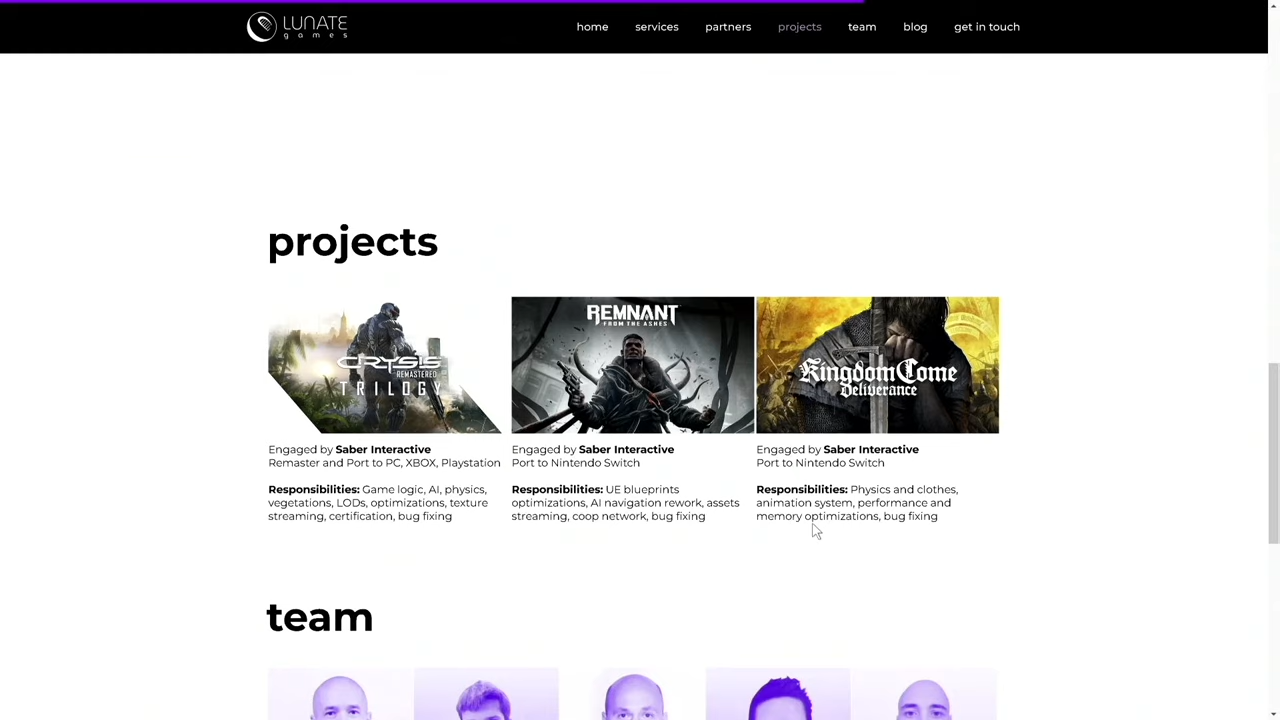 LUNATE
games
home services partners projects team blog get in touch
projects
CRYSIS
REMASTERED
TRILOGY
REMNANT
FROM THE ASHES
Kingdom Come
Deliverance
Engaged by Saber Interactive
Remaster and Port to PC, XBOX, Playstation
Responsibilities: Game logic, AI, physics,
vegetations, LODs, optimizations, texture
streaming, certification, bug fixing
Engaged by Saber Interactive
Port to Nintendo Switch
Responsibilities: UE blueprints
optimizations, AI navigation rework, assets
streaming, coop network, bug fixing
Engaged by Saber Interactive
Port to Nintendo Switch
Responsibilities: Physics and clothes,
animation system, performance and
memory optimizations, bug fixing
team